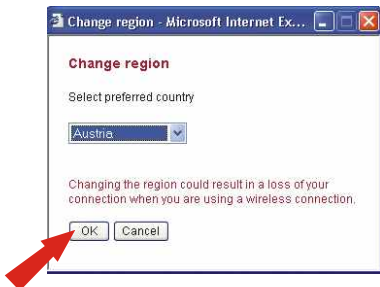 Change region - Microsoft Internet Ex...
Change region
Select preferred country
Austria
Changing the region could result in a loss of your
connection when you are using a wireless connection.
OK Cancel